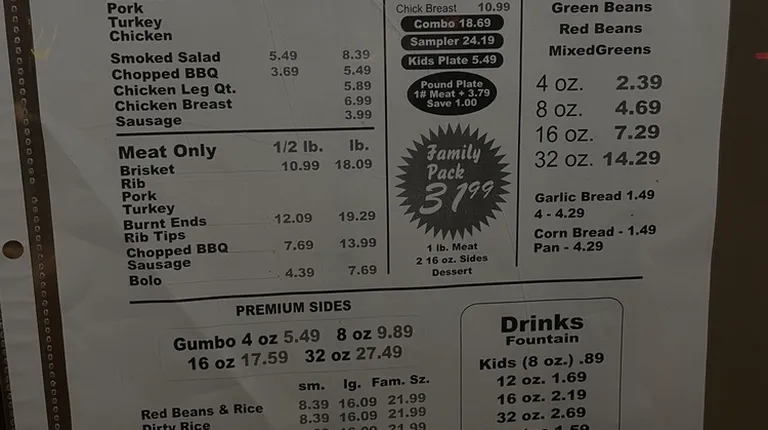 Pork
Turkey
Chicken
Smoked Salad 5.49 8.39
Chopped BBQ 3.69 5.49
Chicken Leg Qt. 5.89
Chicken Breast 6.99
Sausage 3.99
Meat Only 1/2 lb. lb.
Brisket 10.99 18.09
Rib
Pork
Turkey
Burnt Ends 12.09 19.29
Rib Tips
Chopped BBQ 7.69 13.99
Sausage
Bolo 4.39 7.69
Chick Breast 10.99
Combo 18.69
Sampler 24.19
Kids Plate 5.49
Pound Plate
1# Meat + 3.79
Save 1.00
Family
Pack
31.99
1 lb. Meat
2 16 oz. Sides
Dessert
Green Beans
Red Beans
MixedGreens
4 oz. 2.39
8 oz. 4.69
16 oz. 7.29
32 oz. 14.29
Garlic Bread 1.49
4 - 4.29
Corn Bread - 1.49
Pan - 4.29
PREMIUM SIDES
Gumbo 4 oz 5.49 8 oz 9.89
16 oz 17.59 32 oz 27.49
sm. lg. Fam. Sz.
Red Beans & Rice 8.39 16.09 21.99
Dirty Rice 8.39 16.09 21.99
Drinks
Fountain
Kids (8 oz.) .89
12 oz. 1.69
16 oz. 2.19
32 oz. 2.69